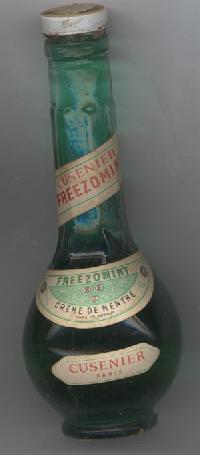 CUSENIER
FREEZOMINT
FREEZOMINT
CRÈME DE MENTHE
CUSENIER
PARIS